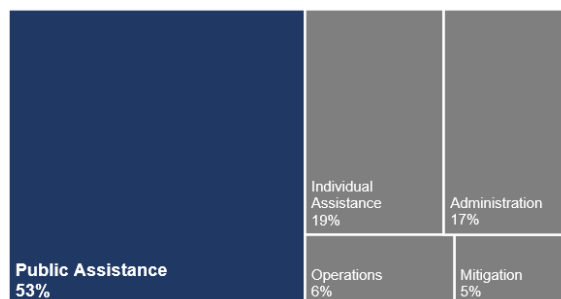 Public Assistance
53%
Individual
Assistance
19%
Administration
17%
Operations
6%
Mitigation
5%